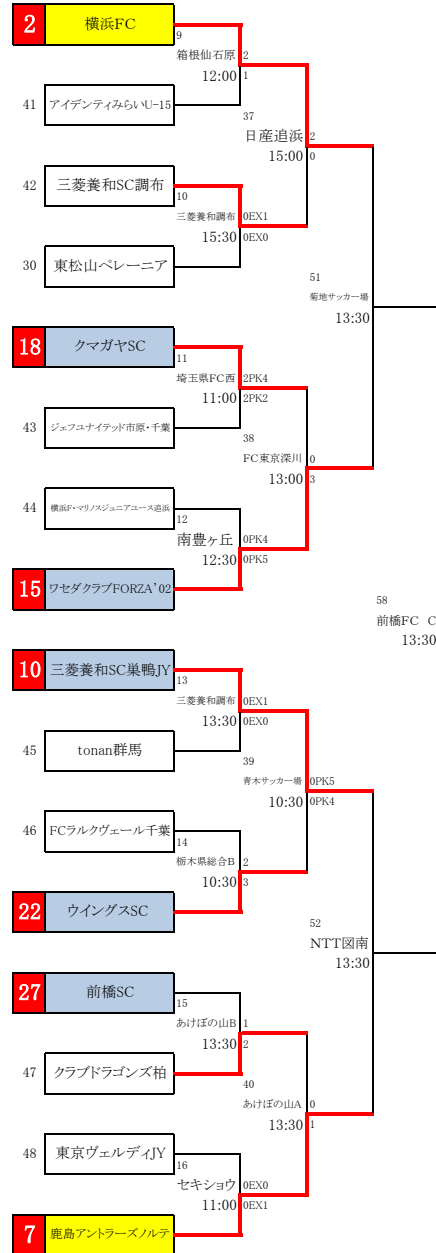 2 横浜FC
9
箱根仙石原 2
12:00 1
41 アイデンティみらいU-15
37
日産追浜 2
15:00 0
42 三菱養和SC調布
10
三菱養和調布 0EX1
15:30 0EX0
30 東松山ペレーニア
51
菊地サッカー場
13:30
18 クマガヤSC
11
埼玉県FC西 2PK4
11:00 2PK2
43 ジェフユナイテッド市原・千葉
38
FC東京深川 0
13:00 3
44 横浜F・マリノスジュニアユース追浜
12
南豊ヶ丘 0PK4
12:30 0PK5
15 ワセダクラブFORZA'02
58
前橋FC C
13:30
10 三菱養和SC巣鴨JY
13
三菱養和調布 0EX1
13:30 0EX0
45 tonan群馬
39
青木サッカー場 0PK5
10:30 0PK4
46 FCラルクヴェール千葉
14
栃木県総合B 2
10:30 3
22 ウイングスSC
52
NTT図南
13:30
27 前橋SC
15
あけぼの山B 1
13:30 2
47 クラブドラゴンズ柏
40
あけぼの山A 0
13:30 1
48 東京ヴェルディJY
16
セキショウ 0EX0
11:00 0EX1
7 鹿島アントラーズノルテ